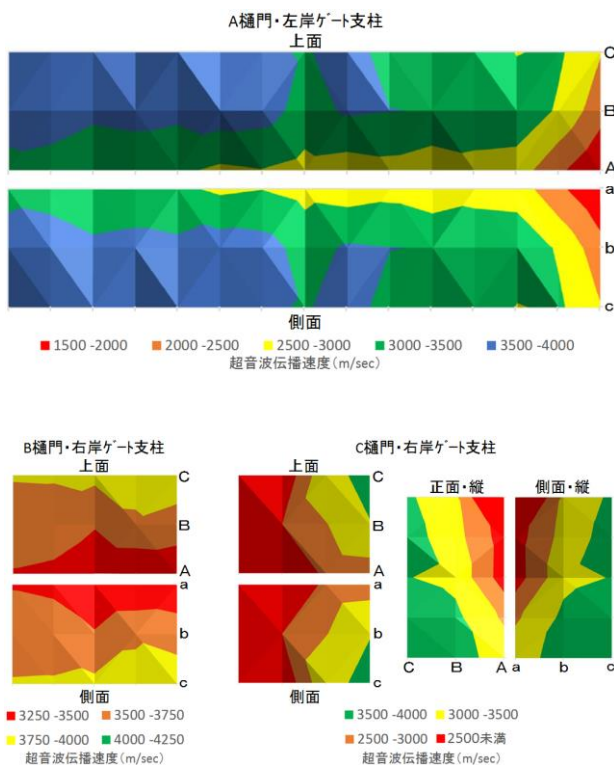 A樋門・左岸ｹﾞｰﾄ支柱
上面
C
B
A
a
b
c
側面
1500 -2000 2000 -2500 2500 -3000 3000 -3500 3500 -4000
超音波伝播速度(m/sec)
B樋門・右岸ｹﾞｰﾄ支柱
上面
C
B
A
a
b
c
側面
3250 -3500 3500 -3750
3750 -4000 4000 -4250
超音波伝播速度(m/sec)
C樋門・右岸ｹﾞｰﾄ支柱
上面
C
B
A
a
b
c
側面
正面・縦 側面・縦
C B A a b c
3500 -4000 3000 -3500
2500 -3000 2500未満
超音波伝播速度(m/sec)